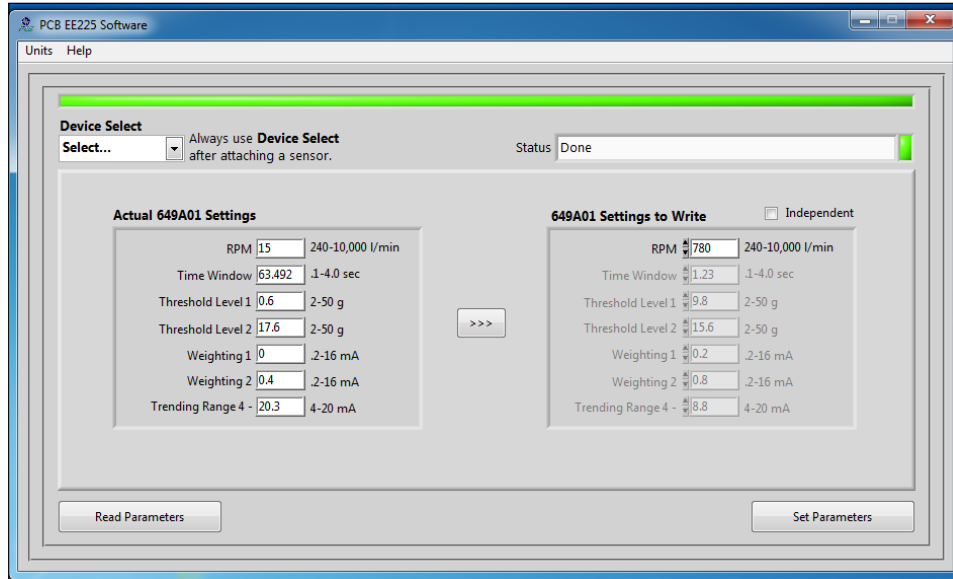 PCB EE225 Software
Units Help
Device Select
Select...
Always use Device Select
after attaching a sensor.
Status Done
Actual 649A01 Settings
RPM 15 240-10,000 l/min
Time Window 63.492 .1-4.0 sec
Threshold Level 1 0.6 2-50 g
Threshold Level 2 17.6 2-50 g
Weighting 1 0 .2-16 mA
Weighting 2 0.4 .2-16 mA
Trending Range 4 - 20.3 4-20 mA
>>>
649A01 Settings to Write Independent
RPM 780 240-10,000 l/min
Time Window 1.23 .1-4.0 sec
Threshold Level 1 9.8 2-50 g
Threshold Level 2 15.6 2-50 g
Weighting 1 0.2 .2-16 mA
Weighting 2 0.8 .2-16 mA
Trending Range 4 - 8.8 4-20 mA
Read Parameters
Set Parameters